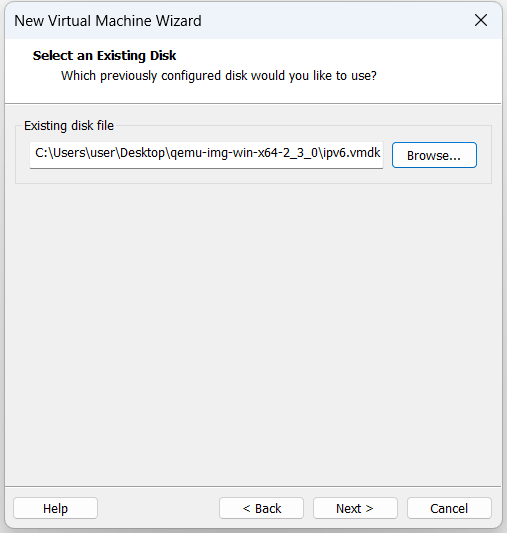 New Virtual Machine Wizard
Select an Existing Disk
Which previously configured disk would you like to use?
Existing disk file
C:\Users\user\Desktop\qemu-img-win-x64-2_3_0\ipv6.vmdk
Browse...
Help
< Back
Next >
Cancel